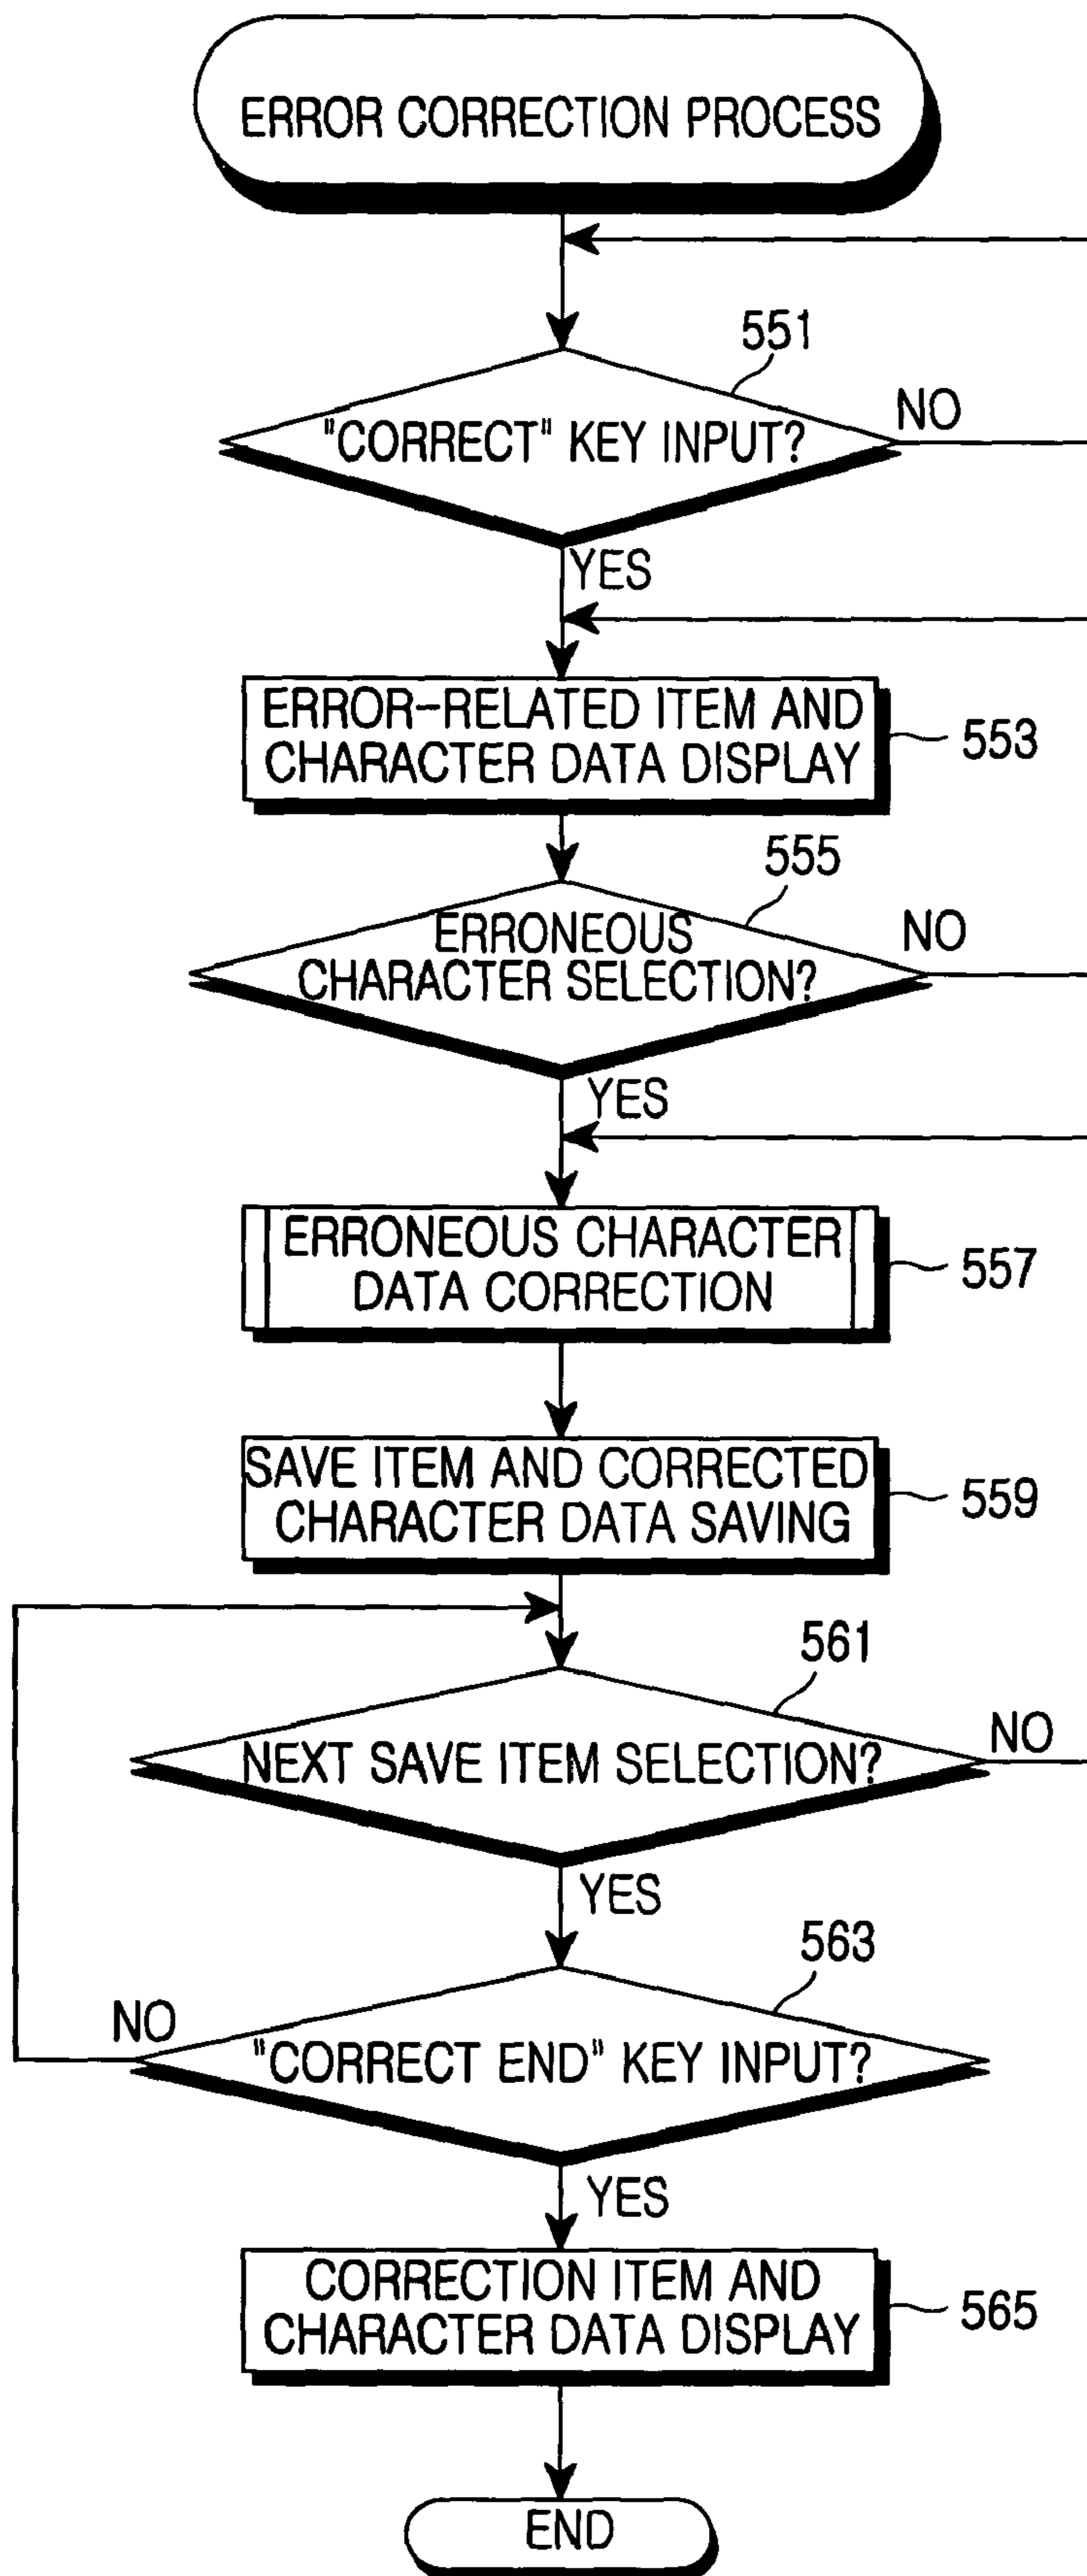 ERROR CORRECTION PROCESS
551
"CORRECT" KEY INPUT?
NO
YES
ERROR-RELATED ITEM AND
CHARACTER DATA DISPLAY
553
555
ERRONEOUS
CHARACTER SELECTION?
NO
YES
ERRONEOUS CHARACTER
DATA CORRECTION
557
SAVE ITEM AND CORRECTED
CHARACTER DATA SAVING
559
561
NEXT SAVE ITEM SELECTION?
NO
YES
563
NO
"CORRECT END" KEY INPUT?
YES
CORRECTION ITEM AND
CHARACTER DATA DISPLAY
565
END